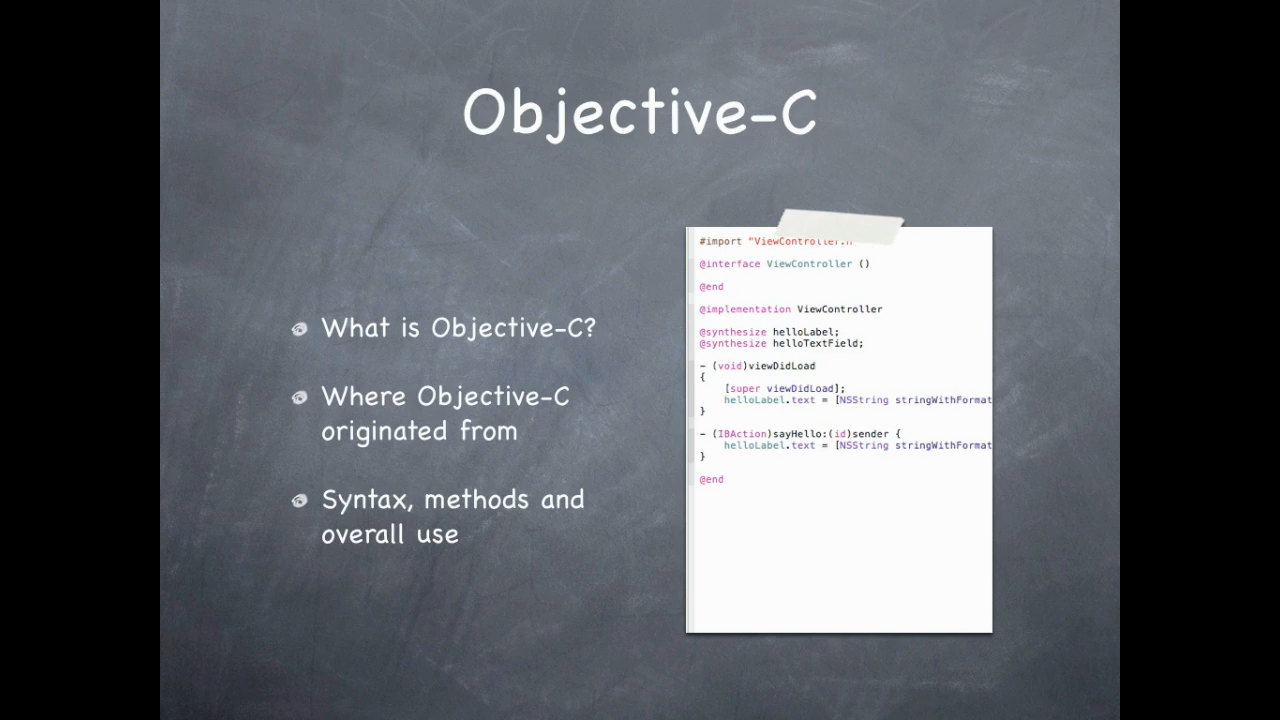 Objective-C
What is Objective-C?
Where Objective-C
originated from
Syntax, methods and
overall use
#import "ViewController.h
@interface ViewController ()
@end
@implementation ViewController
@synthesize helloLabel;
@synthesize helloTextField;
- (void)viewDidLoad
{
    [super viewDidLoad];
    helloLabel.text = [NSString stringWithFormat
}
- (IBAction)sayHello:(id)sender {
    helloLabel.text = [NSString stringWithFormat
}
@end